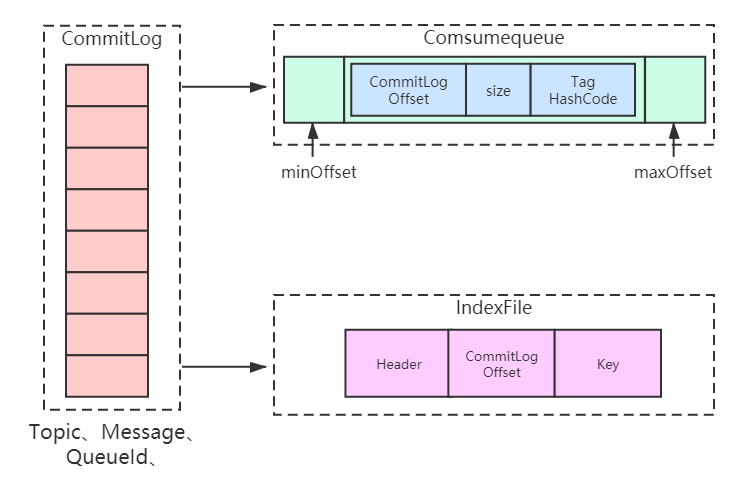 CommitLog
Comsumequeue
CommitLog
Offset
size
Tag
HashCode
minOffset
maxOffset
IndexFile
Header
CommitLog
Offset
Key
Topic、Message、
QueueId、